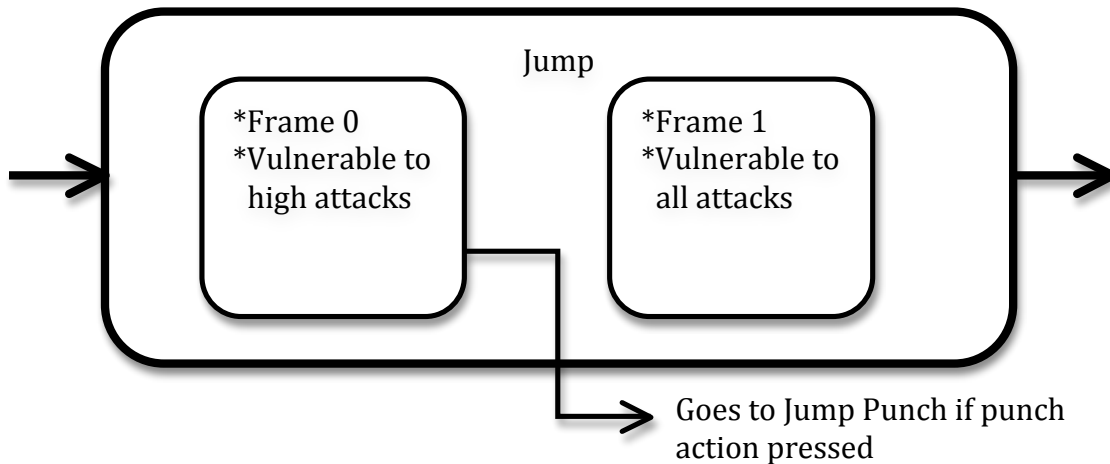 Jump
*Frame 0
*Vulnerable to
high attacks
*Frame 1
*Vulnerable to
all attacks
Goes to Jump Punch if punch
action pressed